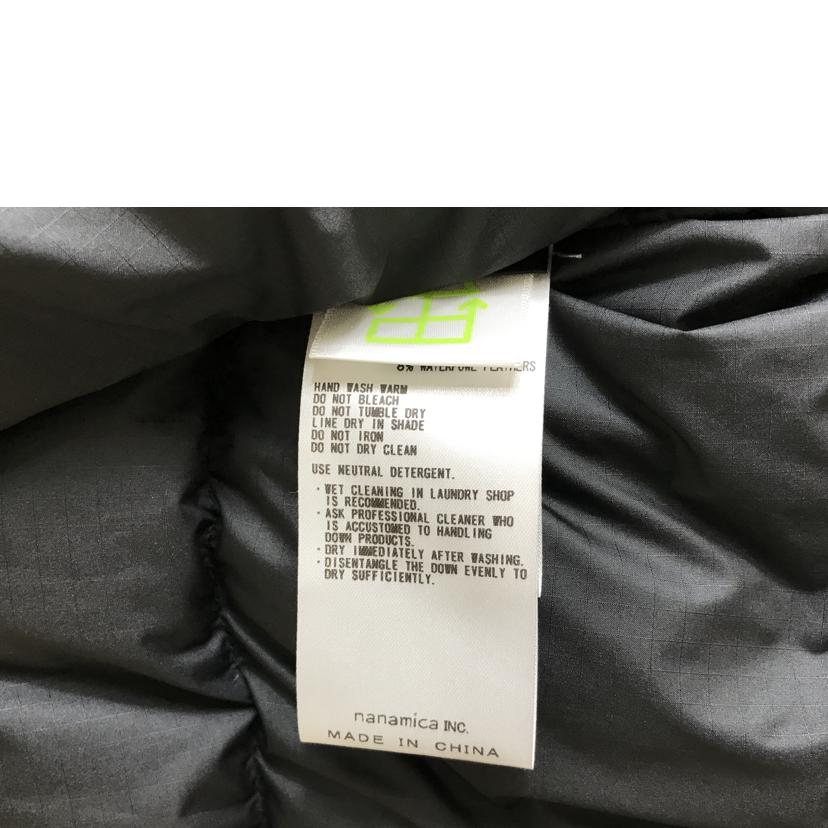 6% WATERFOWL FEATHERS
HAND WASH WARM
DO NOT BLEACH
DO NOT TUMBLE DRY
LINE DRY IN SHADE
DO NOT IRON
DO NOT DRY CLEAN
USE NEUTRAL DETERGENT.
・WET CLEANING IN LAUNDRY SHOP
IS RECOMMENDED.
・ASK PROFESSIONAL CLEANER WHO
IS ACCUSTOMED TO HANDLING
DOWN PRODUCTS.
・DRY IMMEDIATELY AFTER WASHING.
・DISENTANGLE THE DOWN EVENLY TO
DRY SUFFICIENTLY.
nanamica INC.
MADE IN CHINA